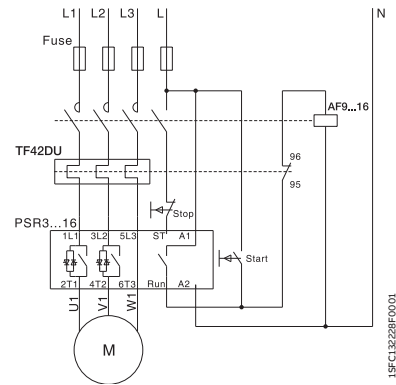 L1 L2 L3 L N
Fuse
AF9...16
TF42DU
96
95
Stop
PSR3...16
1L1 3L2 5L3 ST A1
Start
2T1 4T2 6T3 Run A2
U1 V1 W1
M
1SFC132228F0001